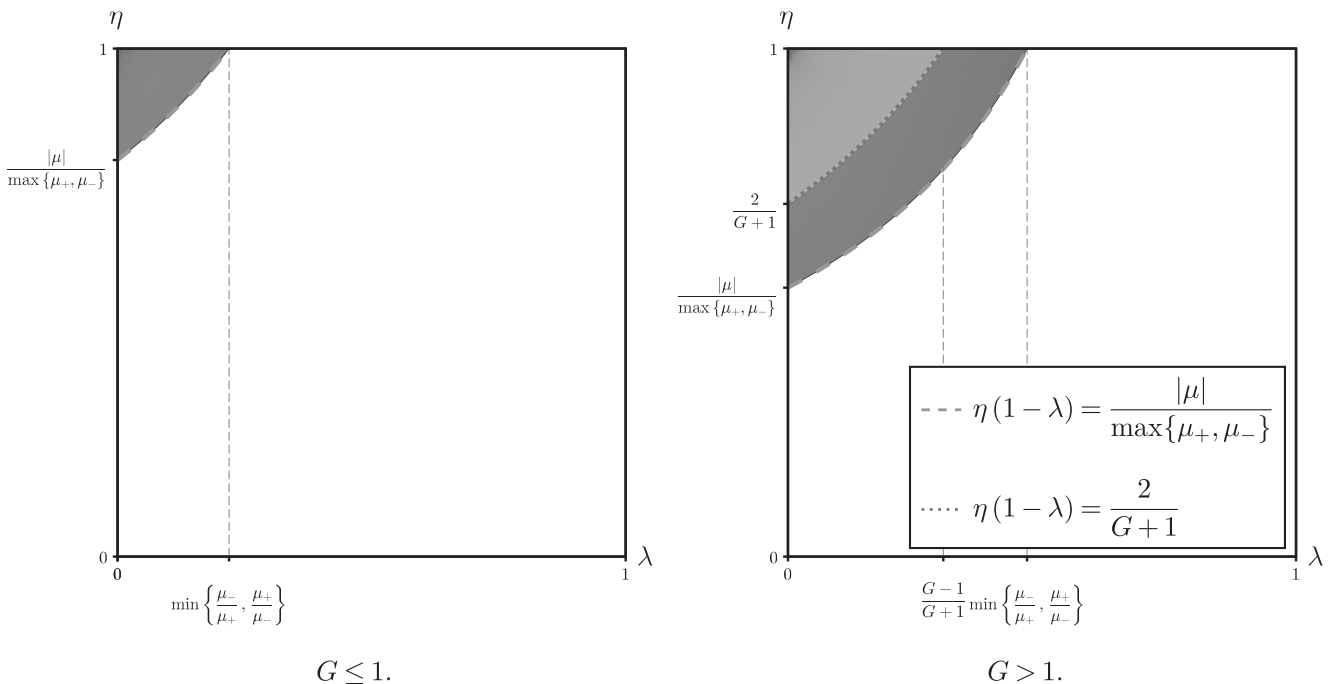 η
1
|μ|
max {μ₊, μ₋}
0
0
1
λ
min {μ₋/μ₊, μ₊/μ₋}
G ≤ 1.
η
1
2
G + 1
|μ|
max {μ₊, μ₋}
0
0
1
λ
(G − 1)/(G + 1)
min {μ₋/μ₊, μ₊/μ₋}
η (1 − λ) = |μ|/max{μ₊, μ₋}
η (1 − λ) = 2/(G + 1)
G > 1.